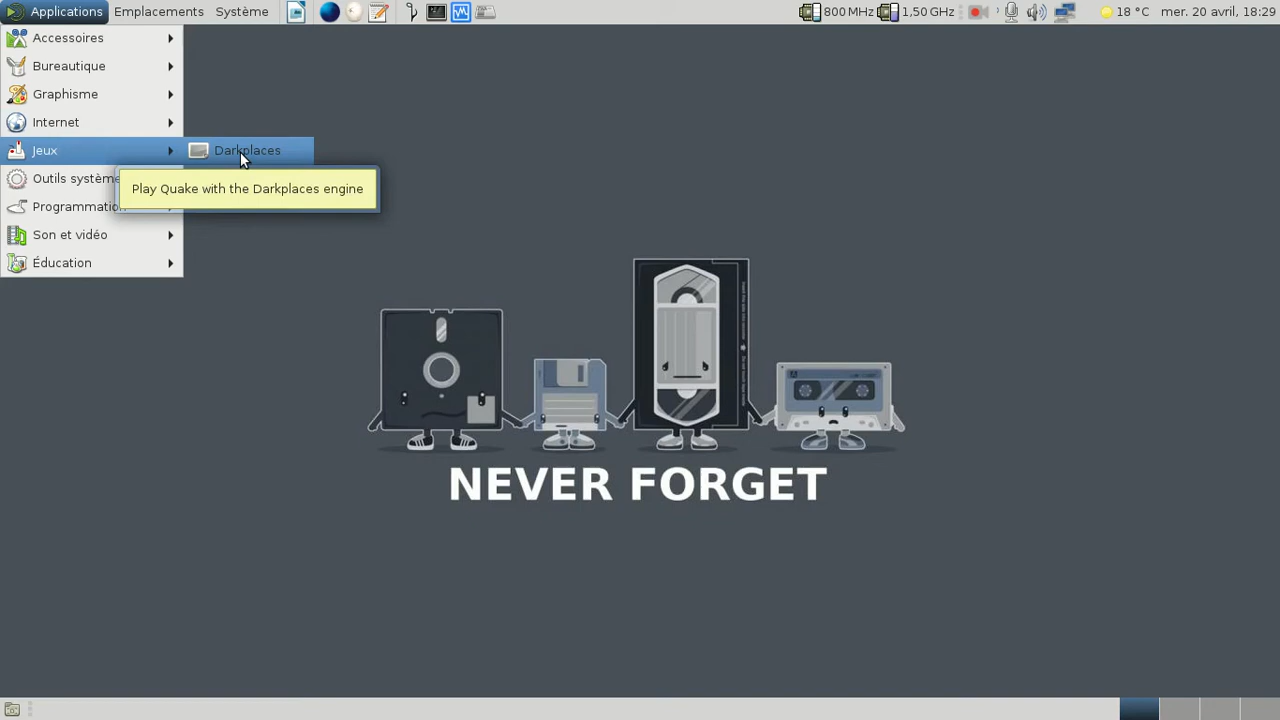 Applications Emplacements Système 800 MHz 1,50 GHz 18 °C mer. 20 avril, 18:29
Accessoires
Bureautique
Graphisme
Internet
Jeux Darkplaces
Outils système
Play Quake with the Darkplaces engine
Programmation
Son et vidéo
Éducation
NEVER FORGET